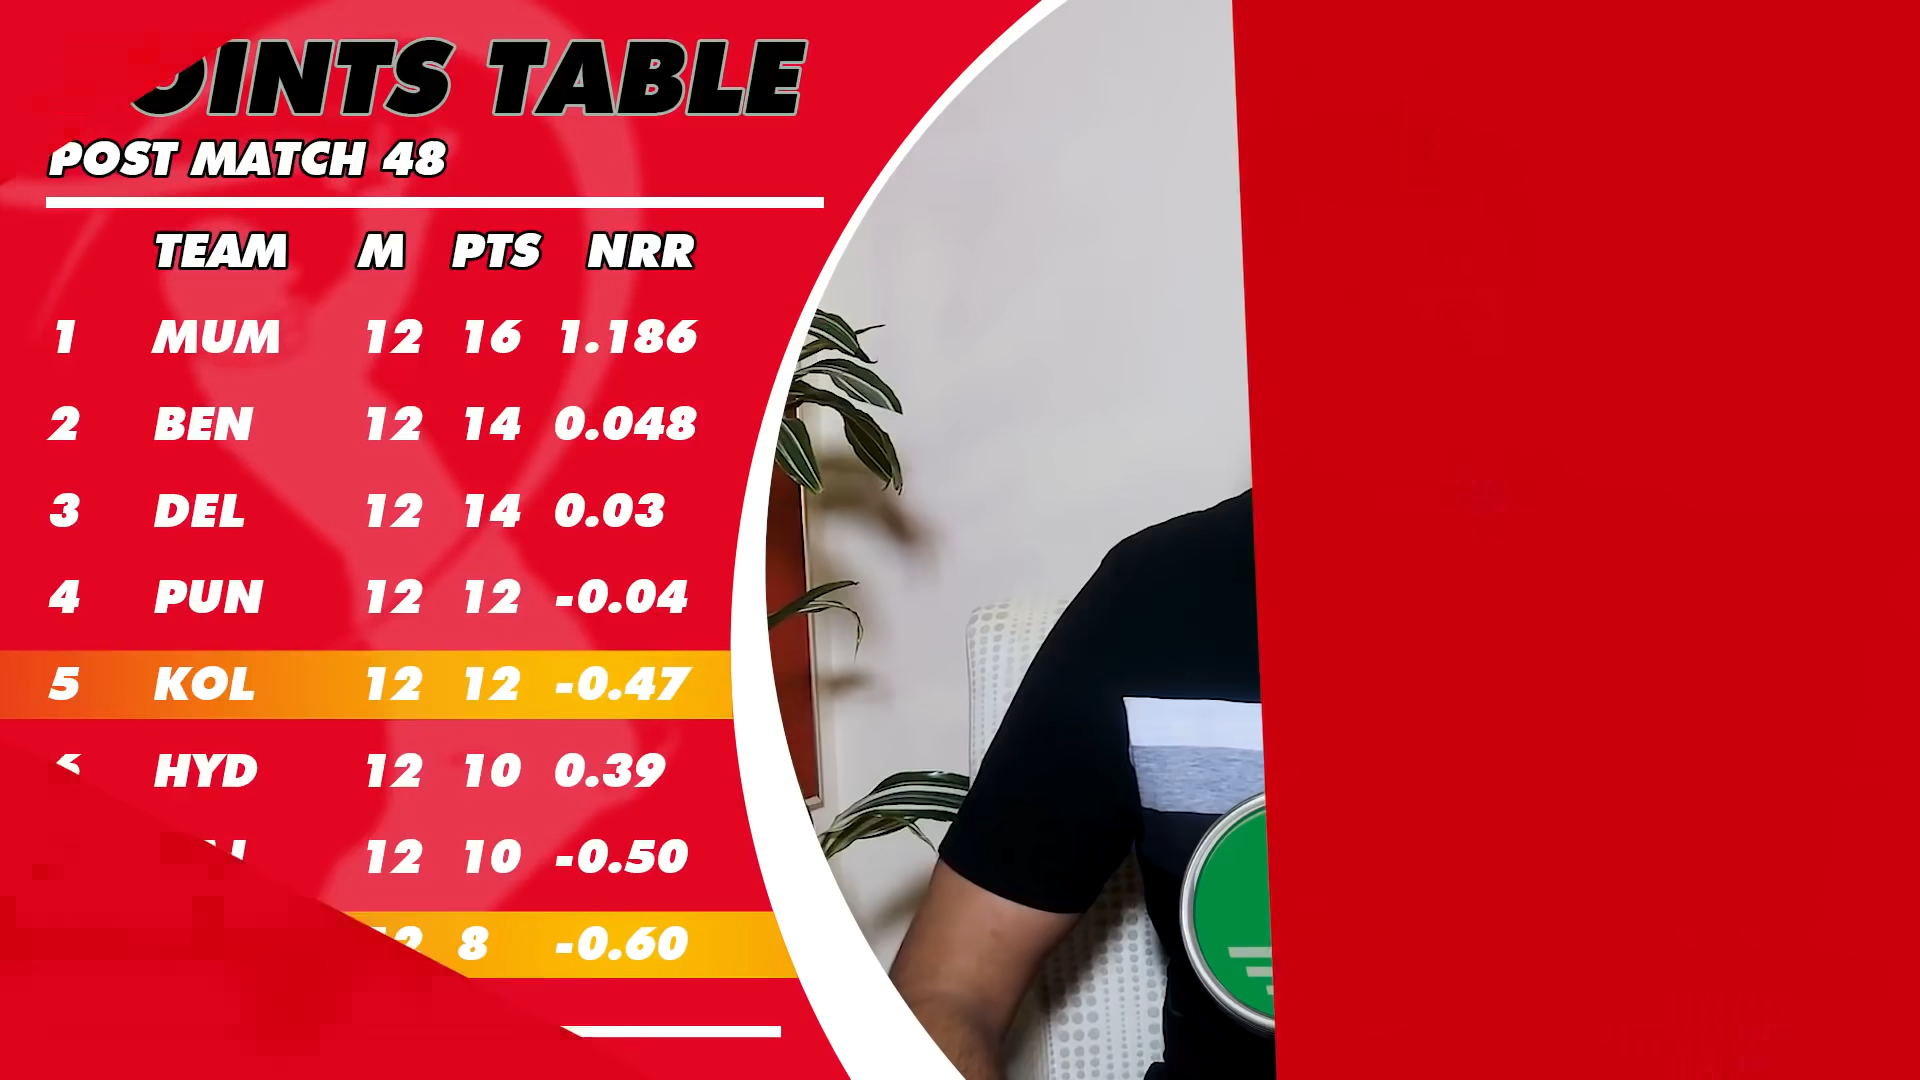 OINTS TABLE
POST MATCH 48
TEAM M PTS NRR
1 MUM 12 16 1.186
2 BEN 12 14 0.048
3 DEL 12 14 0.03
4 PUN 12 12 -0.04
5 KOL 12 12 -0.47
6 HYD 12 10 0.39
12 10 -0.50
12 8 -0.60